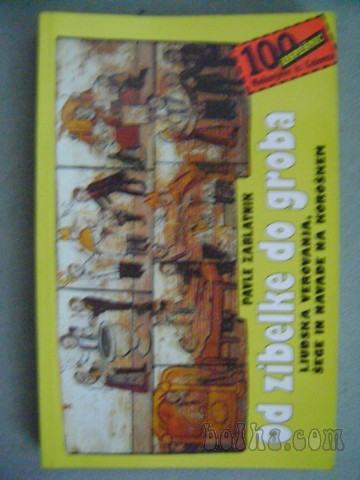 100
PAVLE ZABLATNIK
od zibelke do groba
LJUDSKA VEROVANJA,
ŠEGE IN NAVADE NA KOROŠKEM
bolha.com